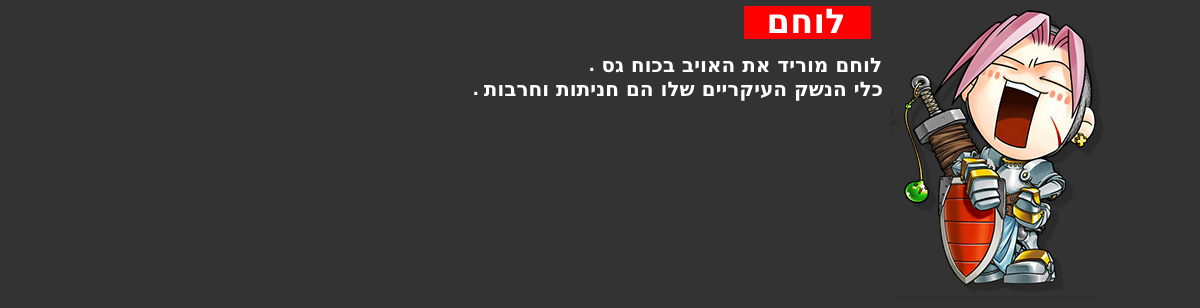 לוחם
לוחם מוריד את האויב בכוח גס .
כלי הנשק העיקריים שלו הם חניתות וחרבות .